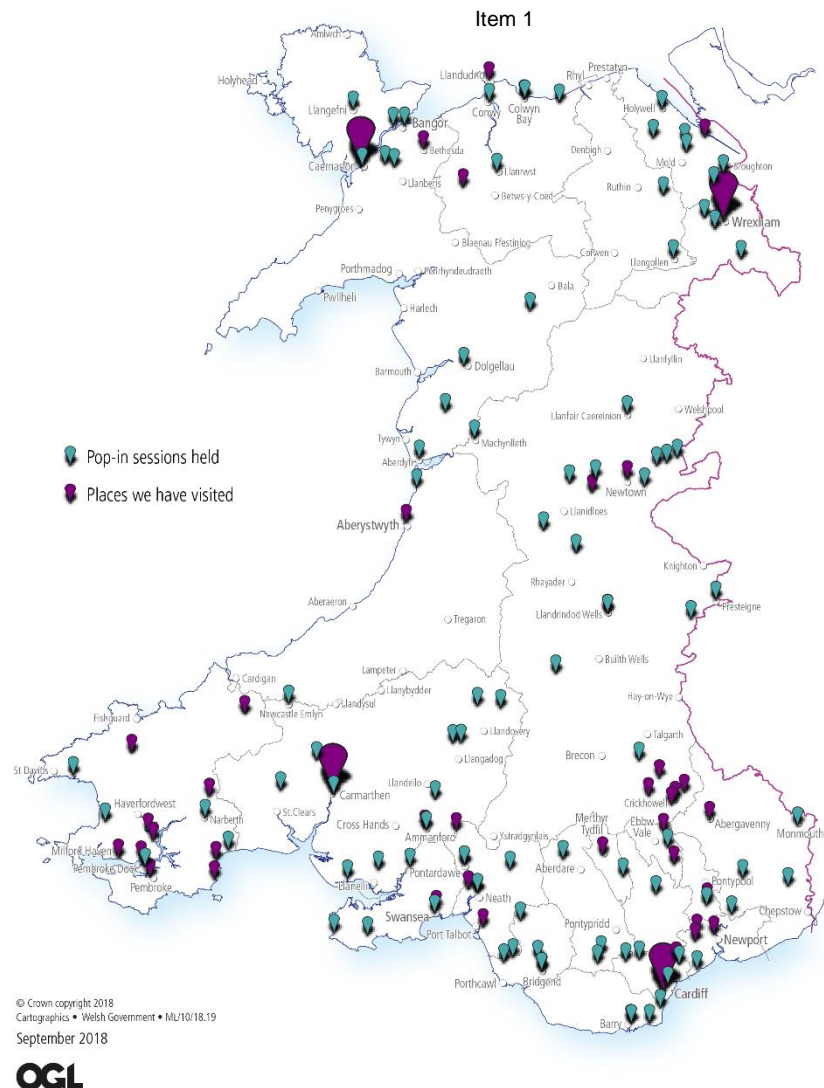 Item 1
Amlwch
Holyhead
Llandudno
Prestatyn
Rhyl
Llangefni
Conwy
Colwyn
Bay
Holywell
Bangor
Bethesda
Denbigh
Mold
Broughton
Caernarfon
Llanberis
Llanrwst
Ruthin
Betws-y-Coed
Penygroes
Wrexham
Blaenau Ffestiniog
Corwen
Llangollen
Porthmadog
Penrhyndeudraeth
Bala
Pwllheli
Harlech
Llanfyllin
Barmouth
Dolgellau
Llanfair Caereinion
Welshpool
Tywyn
Machynlleth
Pop-in sessions held
Aberdyfi
Places we have visited
Newtown
Llanidloes
Aberystwyth
Knighton
Rhayader
Presteigne
Aberaeron
Llandrindod Wells
Tregaron
Builth Wells
Cardigan
Lampeter
Llanybydder
Hay-on-Wye
Newcastle Emlyn
Llandysul
Fishguard
Llandovery
Talgarth
Brecon
Llangadog
St Davids
Llandeilo
Crickhowell
Carmarthen
Haverfordwest
Narberth
St.Clears
Cross Hands
Ammanford
Ystradgynlais
Merthyr
Tydfil
Ebbw
Vale
Abergavenny
Monmouth
Milford Haven
Pembroke Dock
Pembroke
Pontardawe
Aberdare
Llanelli
Neath
Pontypool
Swansea
Port Talbot
Pontypridd
Chepstow
Newport
Porthcawl
Bridgend
Cardiff
Barry
© Crown copyright 2018
Cartographics • Welsh Government • ML/10/18.19
September 2018
OGL